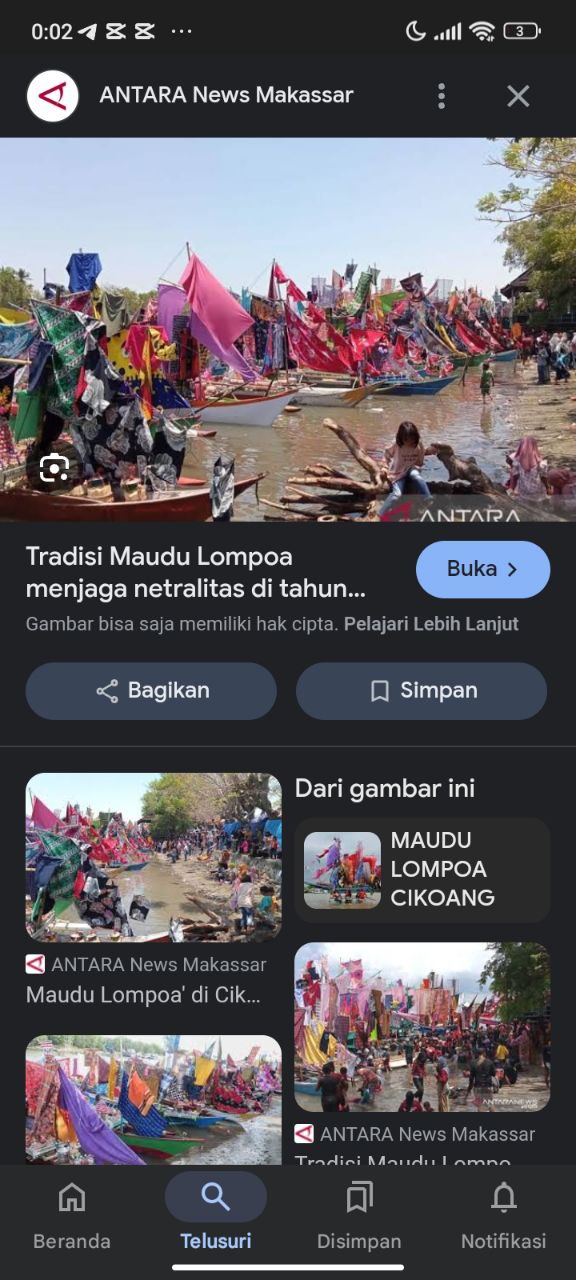 0:02
3
ANTARA News Makassar
ANTARA
Tradisi Maudu Lompoa
menjaga netralitas di tahun...
Buka
Gambar bisa saja memiliki hak cipta. Pelajari Lebih Lanjut
Bagikan
Simpan
ANTARA News Makassar
Maudu Lompoa' di Cik...
Dari gambar ini
MAUDU
LOMPOA
CIKOANG
ANTARANEWS
ANTARA News Makassar
Tradisi Maudu Lompo
Beranda
Telusuri
Disimpan
Notifikasi